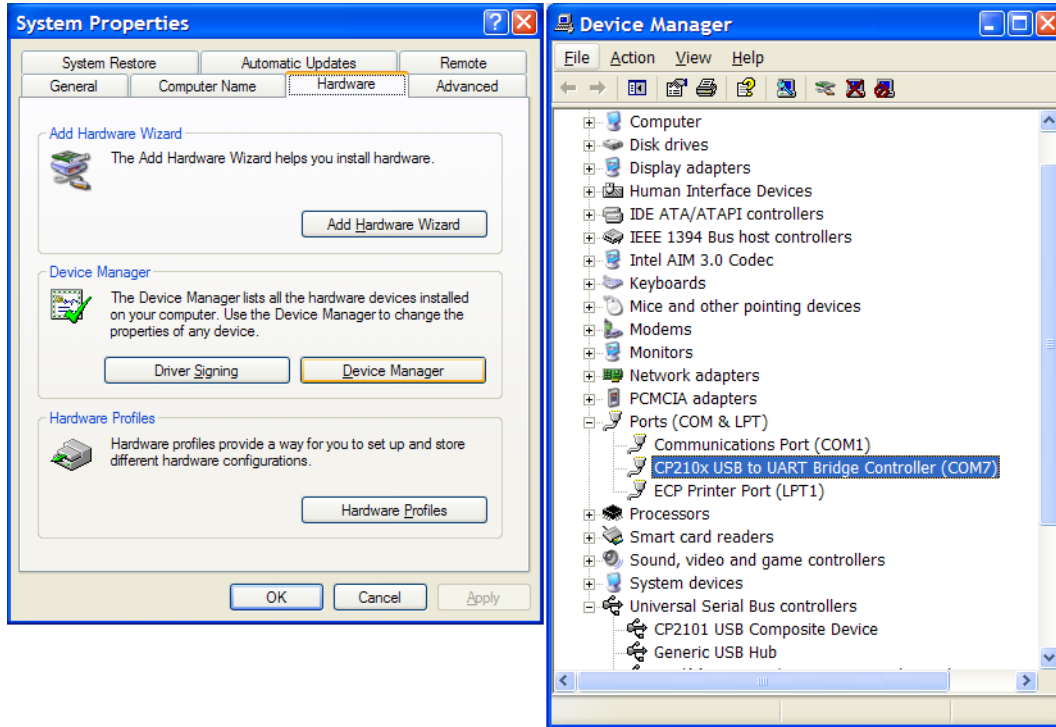 System Properties
System Restore
Automatic Updates
Remote
General
Computer Name
Hardware
Advanced
Add Hardware Wizard
The Add Hardware Wizard helps you install hardware.
Add Hardware Wizard
Device Manager
The Device Manager lists all the hardware devices installed
on your computer. Use the Device Manager to change the
properties of any device.
Driver Signing
Device Manager
Hardware Profiles
Hardware profiles provide a way for you to set up and store
different hardware configurations.
Hardware Profiles
OK
Cancel
Apply
Device Manager
File Action View Help
Computer
Disk drives
Display adapters
Human Interface Devices
IDE ATA/ATAPI controllers
IEEE 1394 Bus host controllers
Intel AIM 3.0 Codec
Keyboards
Mice and other pointing devices
Modems
Monitors
Network adapters
PCMCIA adapters
Ports (COM & LPT)
Communications Port (COM1)
CP210x USB to UART Bridge Controller (COM7)
ECP Printer Port (LPT1)
Processors
Smart card readers
Sound, video and game controllers
System devices
Universal Serial Bus controllers
CP2101 USB Composite Device
Generic USB Hub